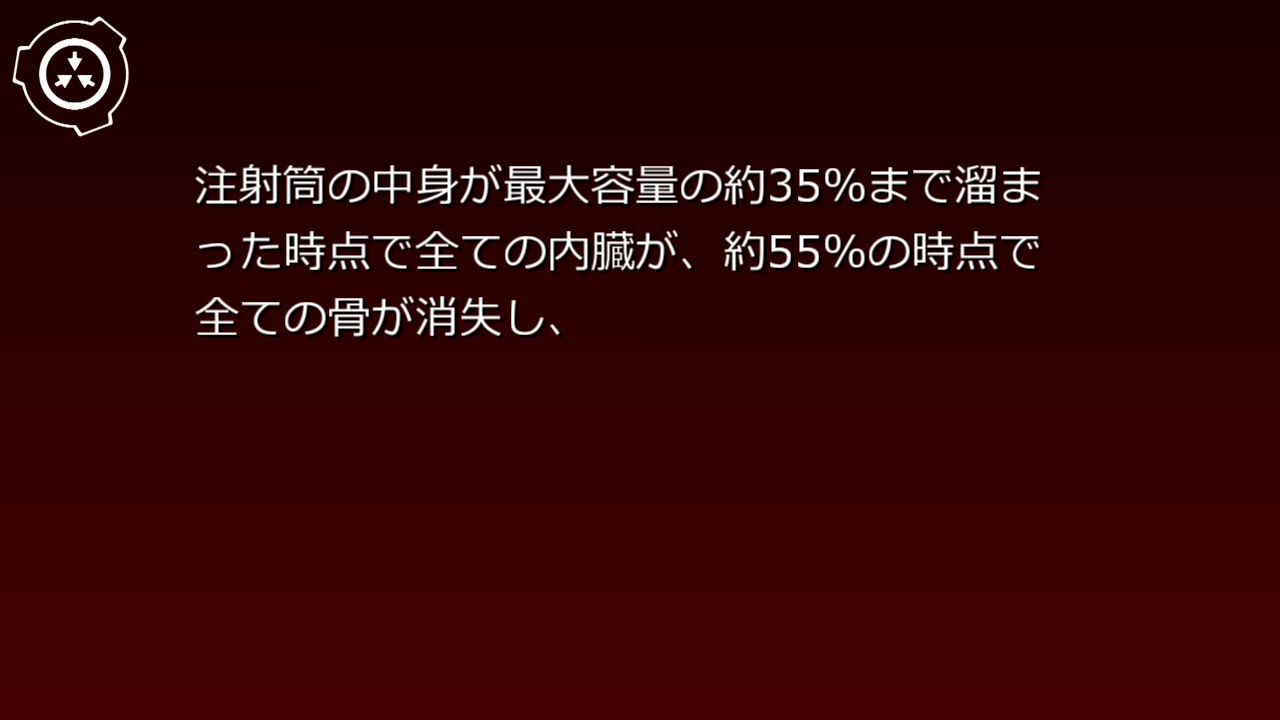 注射筒の中身が最大容量の約35%まで溜ま
った時点で全ての内臓が、約55%の時点で
全ての骨が消失し、